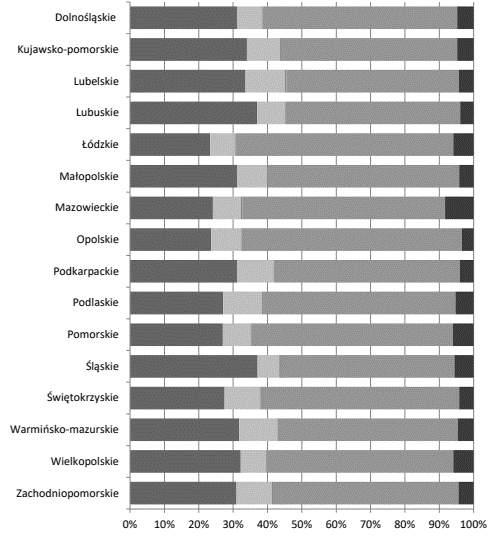 Dolnośląskie
Kujawsko-pomorskie
Lubelskie
Lubuskie
Łódzkie
Małopolskie
Mazowieckie
Opolskie
Podkarpackie
Podlaskie
Pomorskie
Śląskie
Świętokrzyskie
Warmińsko-mazurskie
Wielkopolskie
Zachodniopomorskie
0% 10% 20% 30% 40% 50% 60% 70% 80% 90% 100%